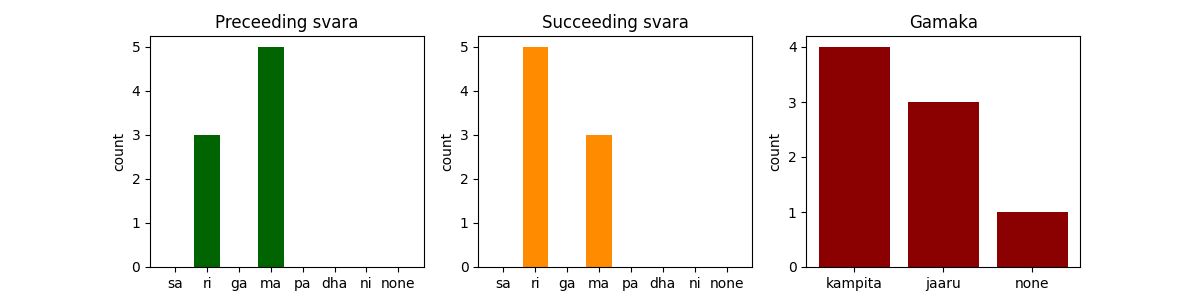 Preceeding svara
count
5
4
3
2
1
0
sa ri ga ma pa dha ni none
Succeeding svara
count
5
4
3
2
1
0
sa ri ga ma pa dha ni none
Gamaka
count
4
3
2
1
0
kampita jaaru none